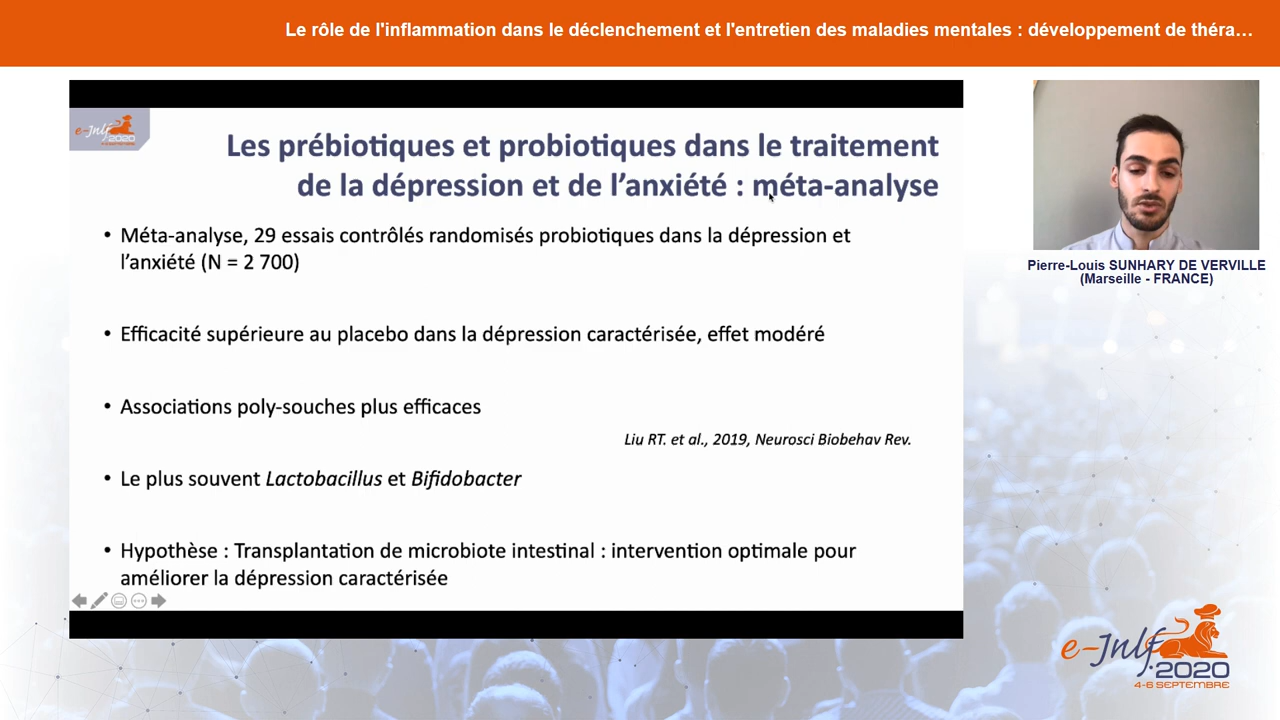 Le rôle de l'inflammation dans le déclenchement et l'entretien des maladies mentales : développement de théra…
e-Jnlf
2020
4-6 SEPTEMBRE
Les prébiotiques et probiotiques dans le traitement
de la dépression et de l'anxiété : méta-analyse
• Méta-analyse, 29 essais contrôlés randomisés probiotiques dans la dépression et
l'anxiété (N = 2 700)
• Efficacité supérieure au placebo dans la dépression caractérisée, effet modéré
• Associations poly-souches plus efficaces
Liu RT. et al., 2019, Neurosci Biobehav Rev.
• Le plus souvent Lactobacillus et Bifidobacter
• Hypothèse : Transplantation de microbiote intestinal : intervention optimale pour
améliorer la dépression caractérisée
Pierre-Louis SUNHARY DE VERVILLE
(Marseille - FRANCE)
e-Jnlf
2020
4-6 SEPTEMBRE